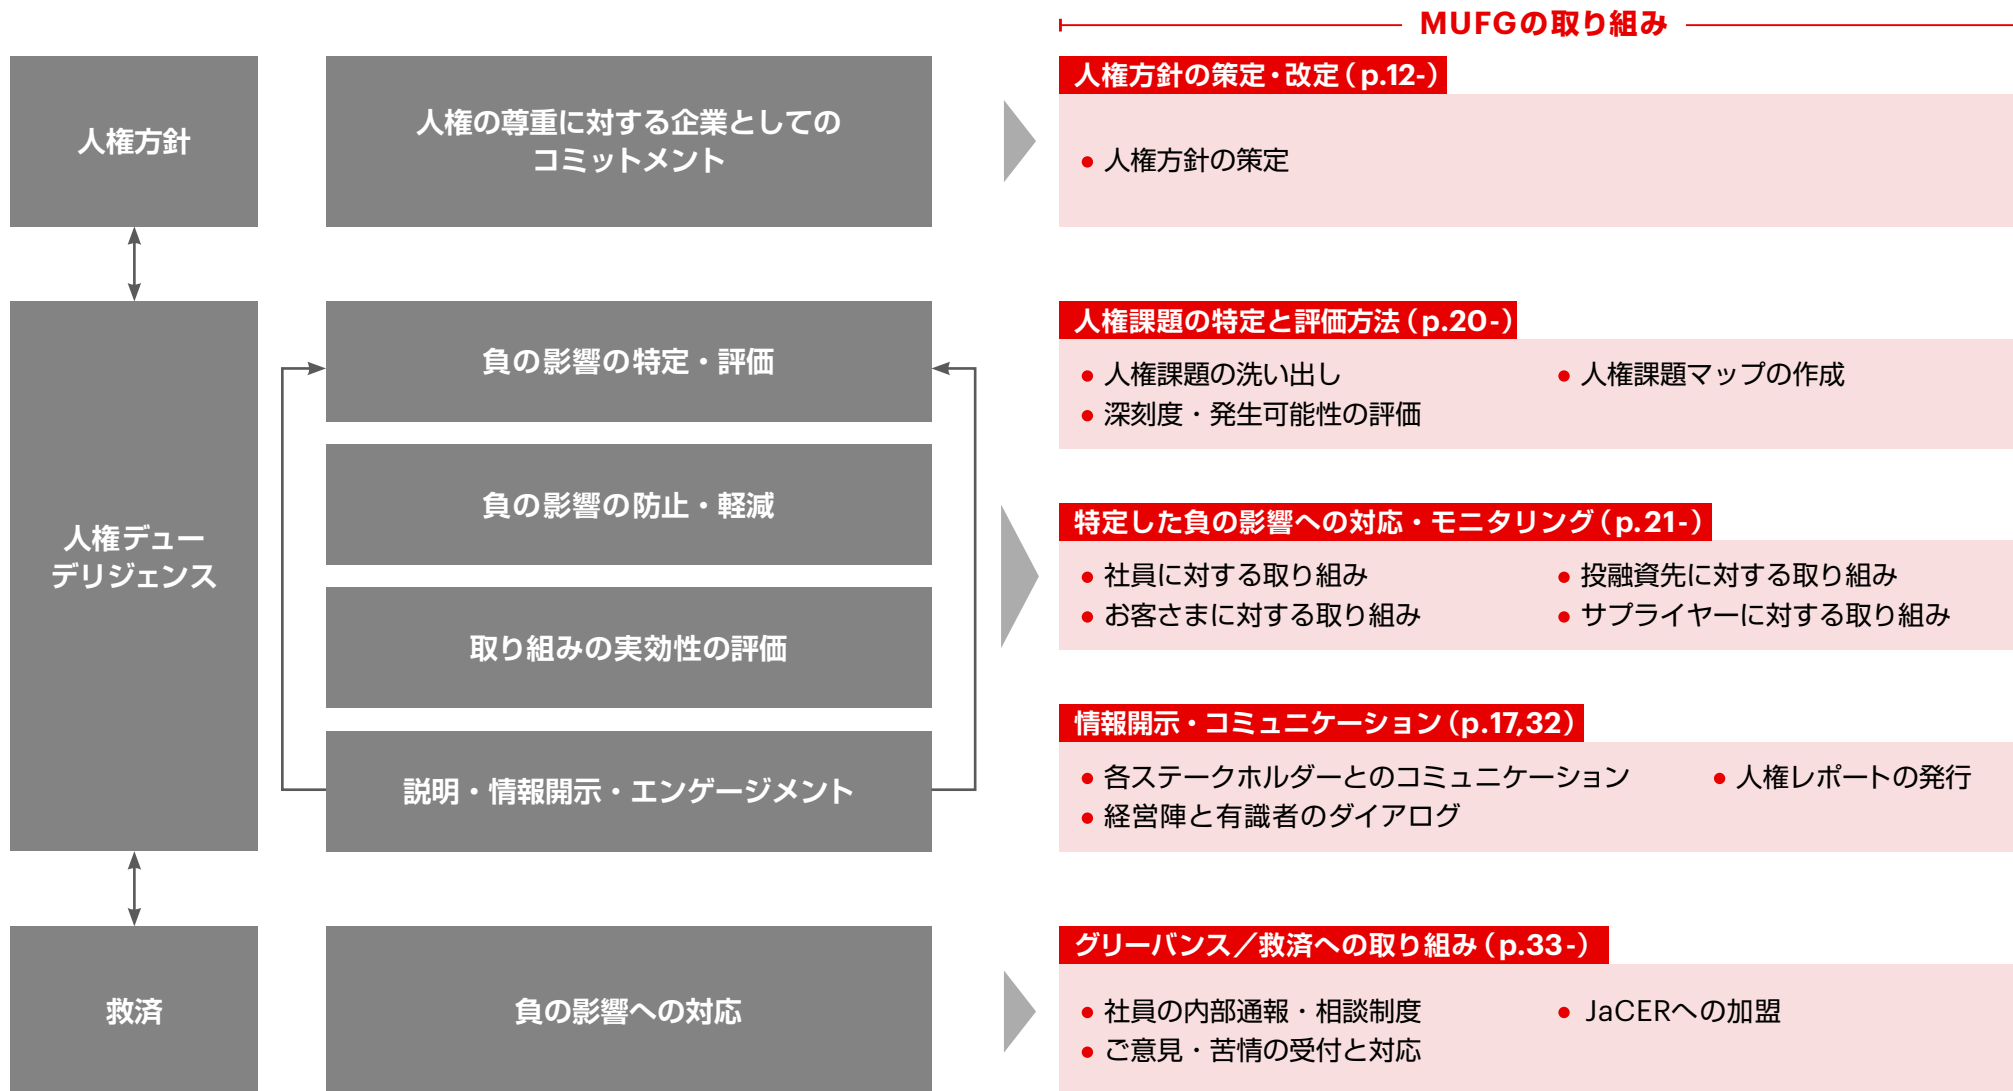 MUFGの取り組み
人権方針
人権の尊重に対する企業としての
コミットメント
人権方針の策定・改定（p.12-）
● 人権方針の策定
人権デュー
デリジェンス
負の影響の特定・評価
負の影響の防止・軽減
取り組みの実効性の評価
説明・情報開示・エンゲージメント
人権課題の特定と評価方法（p.20-）
● 人権課題の洗い出し
● 人権課題マップの作成
● 深刻度・発生可能性の評価
特定した負の影響への対応・モニタリング（p.21-）
● 社員に対する取り組み
● 投融資先に対する取り組み
● お客さまに対する取り組み
● サプライヤーに対する取り組み
情報開示・コミュニケーション（p.17,32）
● 各ステークホルダーとのコミュニケーション
● 人権レポートの発行
● 経営陣と有識者のダイアログ
救済
負の影響への対応
グリーバンス／救済への取り組み（p.33-）
● 社員の内部通報・相談制度
● JaCERへの加盟
● ご意見・苦情の受付と対応